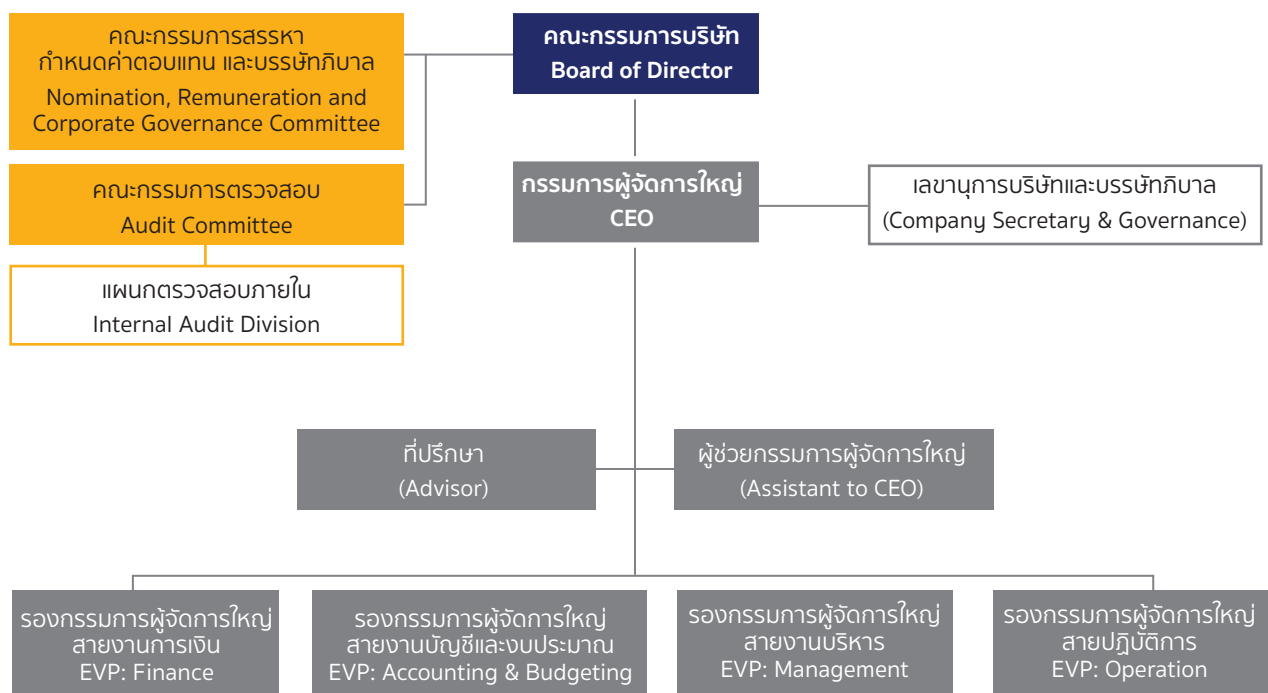 คณะกรรมการสรรหา
กำหนดค่าตอบแทน และบรรษัทภิบาล
Nomination, Remuneration and
Corporate Governance Committee
คณะกรรมการบริษัท
Board of Director
คณะกรรมการตรวจสอบ
Audit Committee
กรรมการผู้จัดการใหญ่
CEO
เลขานุการบริษัทและบรรษัทภิบาล
(Company Secretary & Governance)
แผนกตรวจสอบภายใน
Internal Audit Division
ที่ปรึกษา
(Advisor)
ผู้ช่วยกรรมการผู้จัดการใหญ่
(Assistant to CEO)
รองกรรมการผู้จัดการใหญ่
สายงานการเงิน
EVP: Finance
รองกรรมการผู้จัดการใหญ่
สายงานบัญชีและงบประมาณ
EVP: Accounting & Budgeting
รองกรรมการผู้จัดการใหญ่
สายงานบริหาร
EVP: Management
รองกรรมการผู้จัดการใหญ่
สายปฏิบัติการ
EVP: Operation